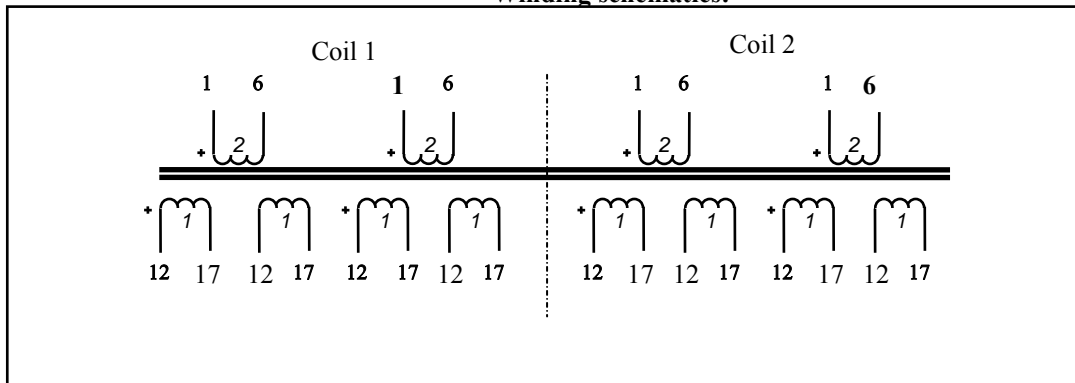 Winding schematics:
Coil 1
Coil 2
1 6 1 6 1 6 1 6
+ 2 + 2 + 2 + 2
+ 1 1 + 1 1 + 1 1 + 1 1
12 17 12 17 12 17 12 17 12 17 12 17 12 17 12 17